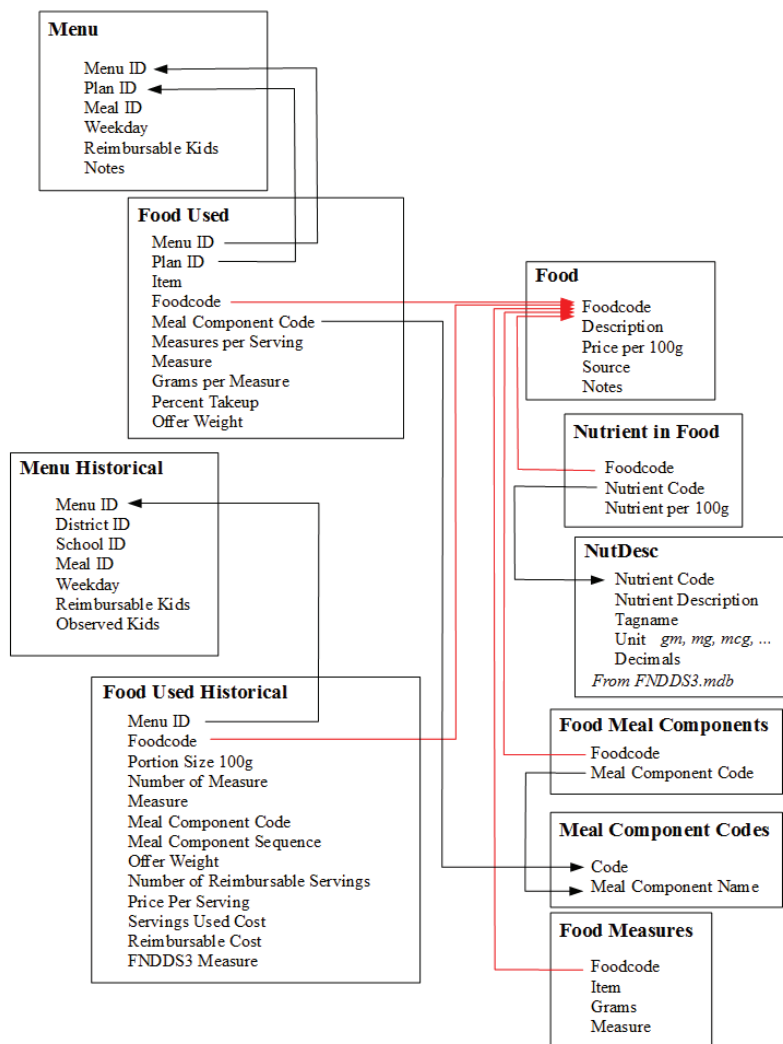 Menu
Menu ID
Plan ID
Meal ID
Weekday
Reimbursable Kids
Notes
Food Used
Menu ID
Plan ID
Item
Foodcode
Meal Component Code
Measures per Serving
Measure
Grams per Measure
Percent Takeup
Offer Weight
Menu Historical
Menu ID
District ID
School ID
Meal ID
Weekday
Reimbursable Kids
Observed Kids
Food Used Historical
Menu ID
Foodcode
Portion Size 100g
Number of Measure
Measure
Meal Component Code
Meal Component Sequence
Offer Weight
Number of Reimbursable Servings
Price Per Serving
Servings Used Cost
Reimbursable Cost
FNDDS3 Measure
Food
Foodcode
Description
Price per 100g
Source
Notes
Nutrient in Food
Foodcode
Nutrient Code
Nutrient per 100g
NutDesc
Nutrient Code
Nutrient Description
Tagname
Unit gm, mg, mcg, ...
Decimals
From FNDDS3.mdb
Food Meal Components
Foodcode
Meal Component Code
Meal Component Codes
Code
Meal Component Name
Food Measures
Foodcode
Item
Grams
Measure